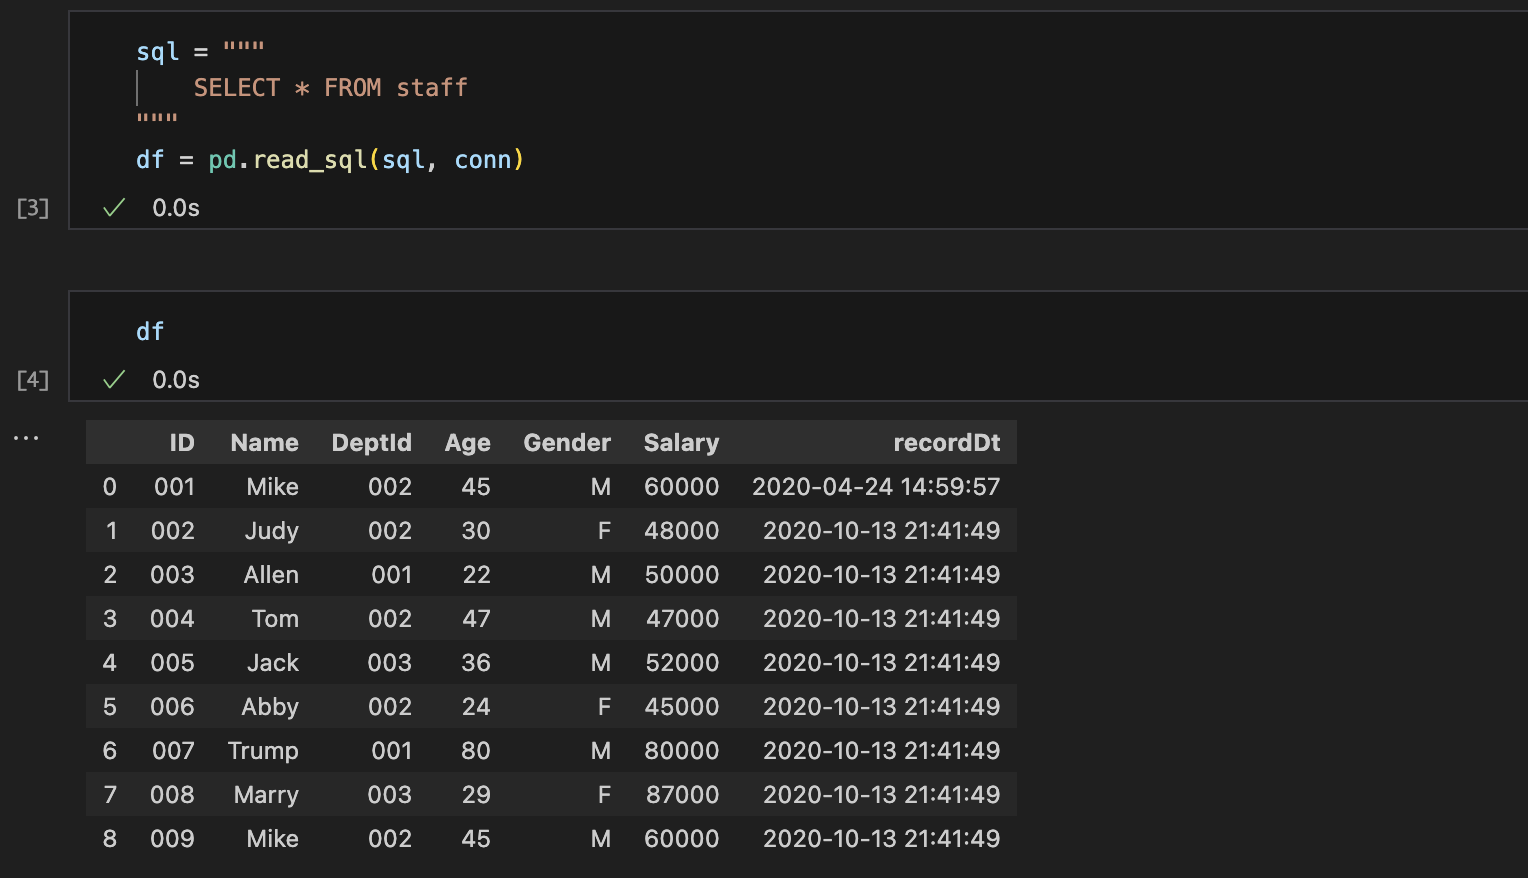 sql = """
SELECT * FROM staff
"""
df = pd.read_sql(sql, conn)
[3] ✓ 0.0s
df
[4] ✓ 0.0s
...
ID Name DeptId Age Gender Salary recordDt
0 001 Mike 002 45 M 60000 2020-04-24 14:59:57
1 002 Judy 002 30 F 48000 2020-10-13 21:41:49
2 003 Allen 001 22 M 50000 2020-10-13 21:41:49
3 004 Tom 002 47 M 47000 2020-10-13 21:41:49
4 005 Jack 003 36 M 52000 2020-10-13 21:41:49
5 006 Abby 002 24 F 45000 2020-10-13 21:41:49
6 007 Trump 001 80 M 80000 2020-10-13 21:41:49
7 008 Marry 003 29 F 87000 2020-10-13 21:41:49
8 009 Mike 002 45 M 60000 2020-10-13 21:41:49